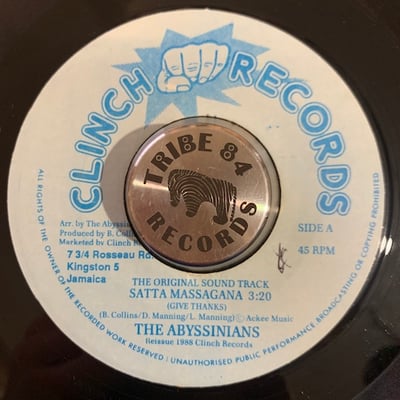 CLINCH RECORDS
TRIBE 84
RECORDS
Arr. by The Abyssin
Produced by B. Coll
Marketed by Clinch Reco
7 3/4 Rosseau Rd.
Kingston 5
Jamaica
SIDE A
45 RPM
THE ORIGINAL SOUND TRACK
SATTA MASSAGANA 3:20
(GIVE THANKS)
(B. Collins/D. Manning/L. Manning) Ⓒ Ackee Music
THE ABYSSINIANS
Reissue 1988 Clinch Records
ALL RIGHTS OF THE OWNER OF THE RECORDED WORK RESERVED : UNAUTHORISED PUBLIC PERFORMANCE BROADCASTING OR COPYING PROHIBITED